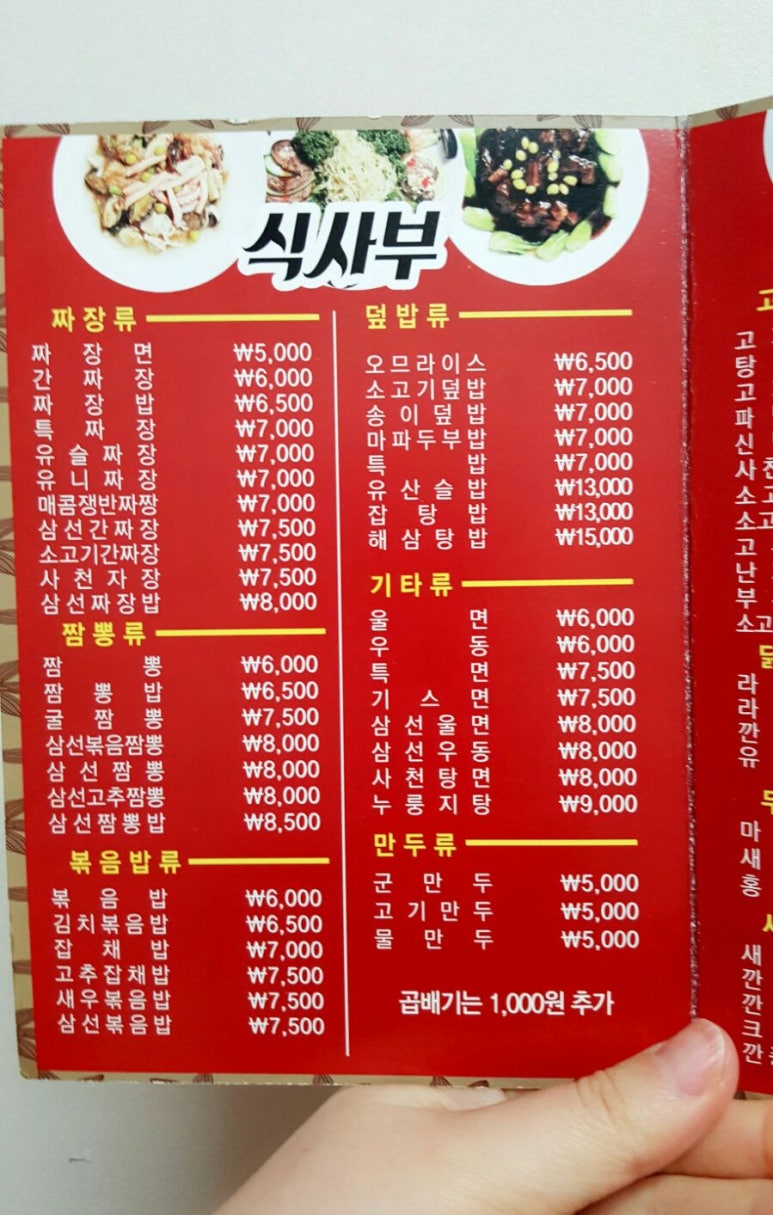 식사부
짜장류
짜장면 ₩5,000
간짜장 ₩6,000
짜장밥 ₩6,500
특짜장 ₩7,000
유슬짜장 ₩7,000
유니짜장 ₩7,000
매콤쟁반짜짱 ₩7,000
삼선간짜장 ₩7,500
소고기간짜장 ₩7,500
사천자장 ₩7,500
삼선짜장밥 ₩8,000
짬뽕류
짬뽕 ₩6,000
짬뽕밥 ₩6,500
굴짬뽕 ₩7,500
삼선볶음짬뽕 ₩8,000
삼선짬뽕 ₩8,000
삼선고추짬뽕 ₩8,000
삼선짬뽕밥 ₩8,500
볶음밥류
볶음밥 ₩6,000
김치볶음밥 ₩6,500
잡채밥 ₩7,000
고추잡채밥 ₩7,500
새우볶음밥 ₩7,500
삼선볶음밥 ₩7,500
덮밥류
오므라이스 ₩6,500
소고기덮밥 ₩7,000
송이덮밥 ₩7,000
마파두부밥 ₩7,000
특밥 ₩7,000
유산슬밥 ₩13,000
잡탕밥 ₩13,000
해삼탕밥 ₩15,000
기타류
울면 ₩6,000
우동 ₩6,000
특면 ₩7,500
기스면 ₩7,500
삼선울면 ₩8,000
삼선우동 ₩8,000
사천탕면 ₩8,000
누룽지탕 ₩9,000
만두류
군만두 ₩5,000
고기만두 ₩5,000
물만두 ₩5,000
곱배기는 1,000원 추가